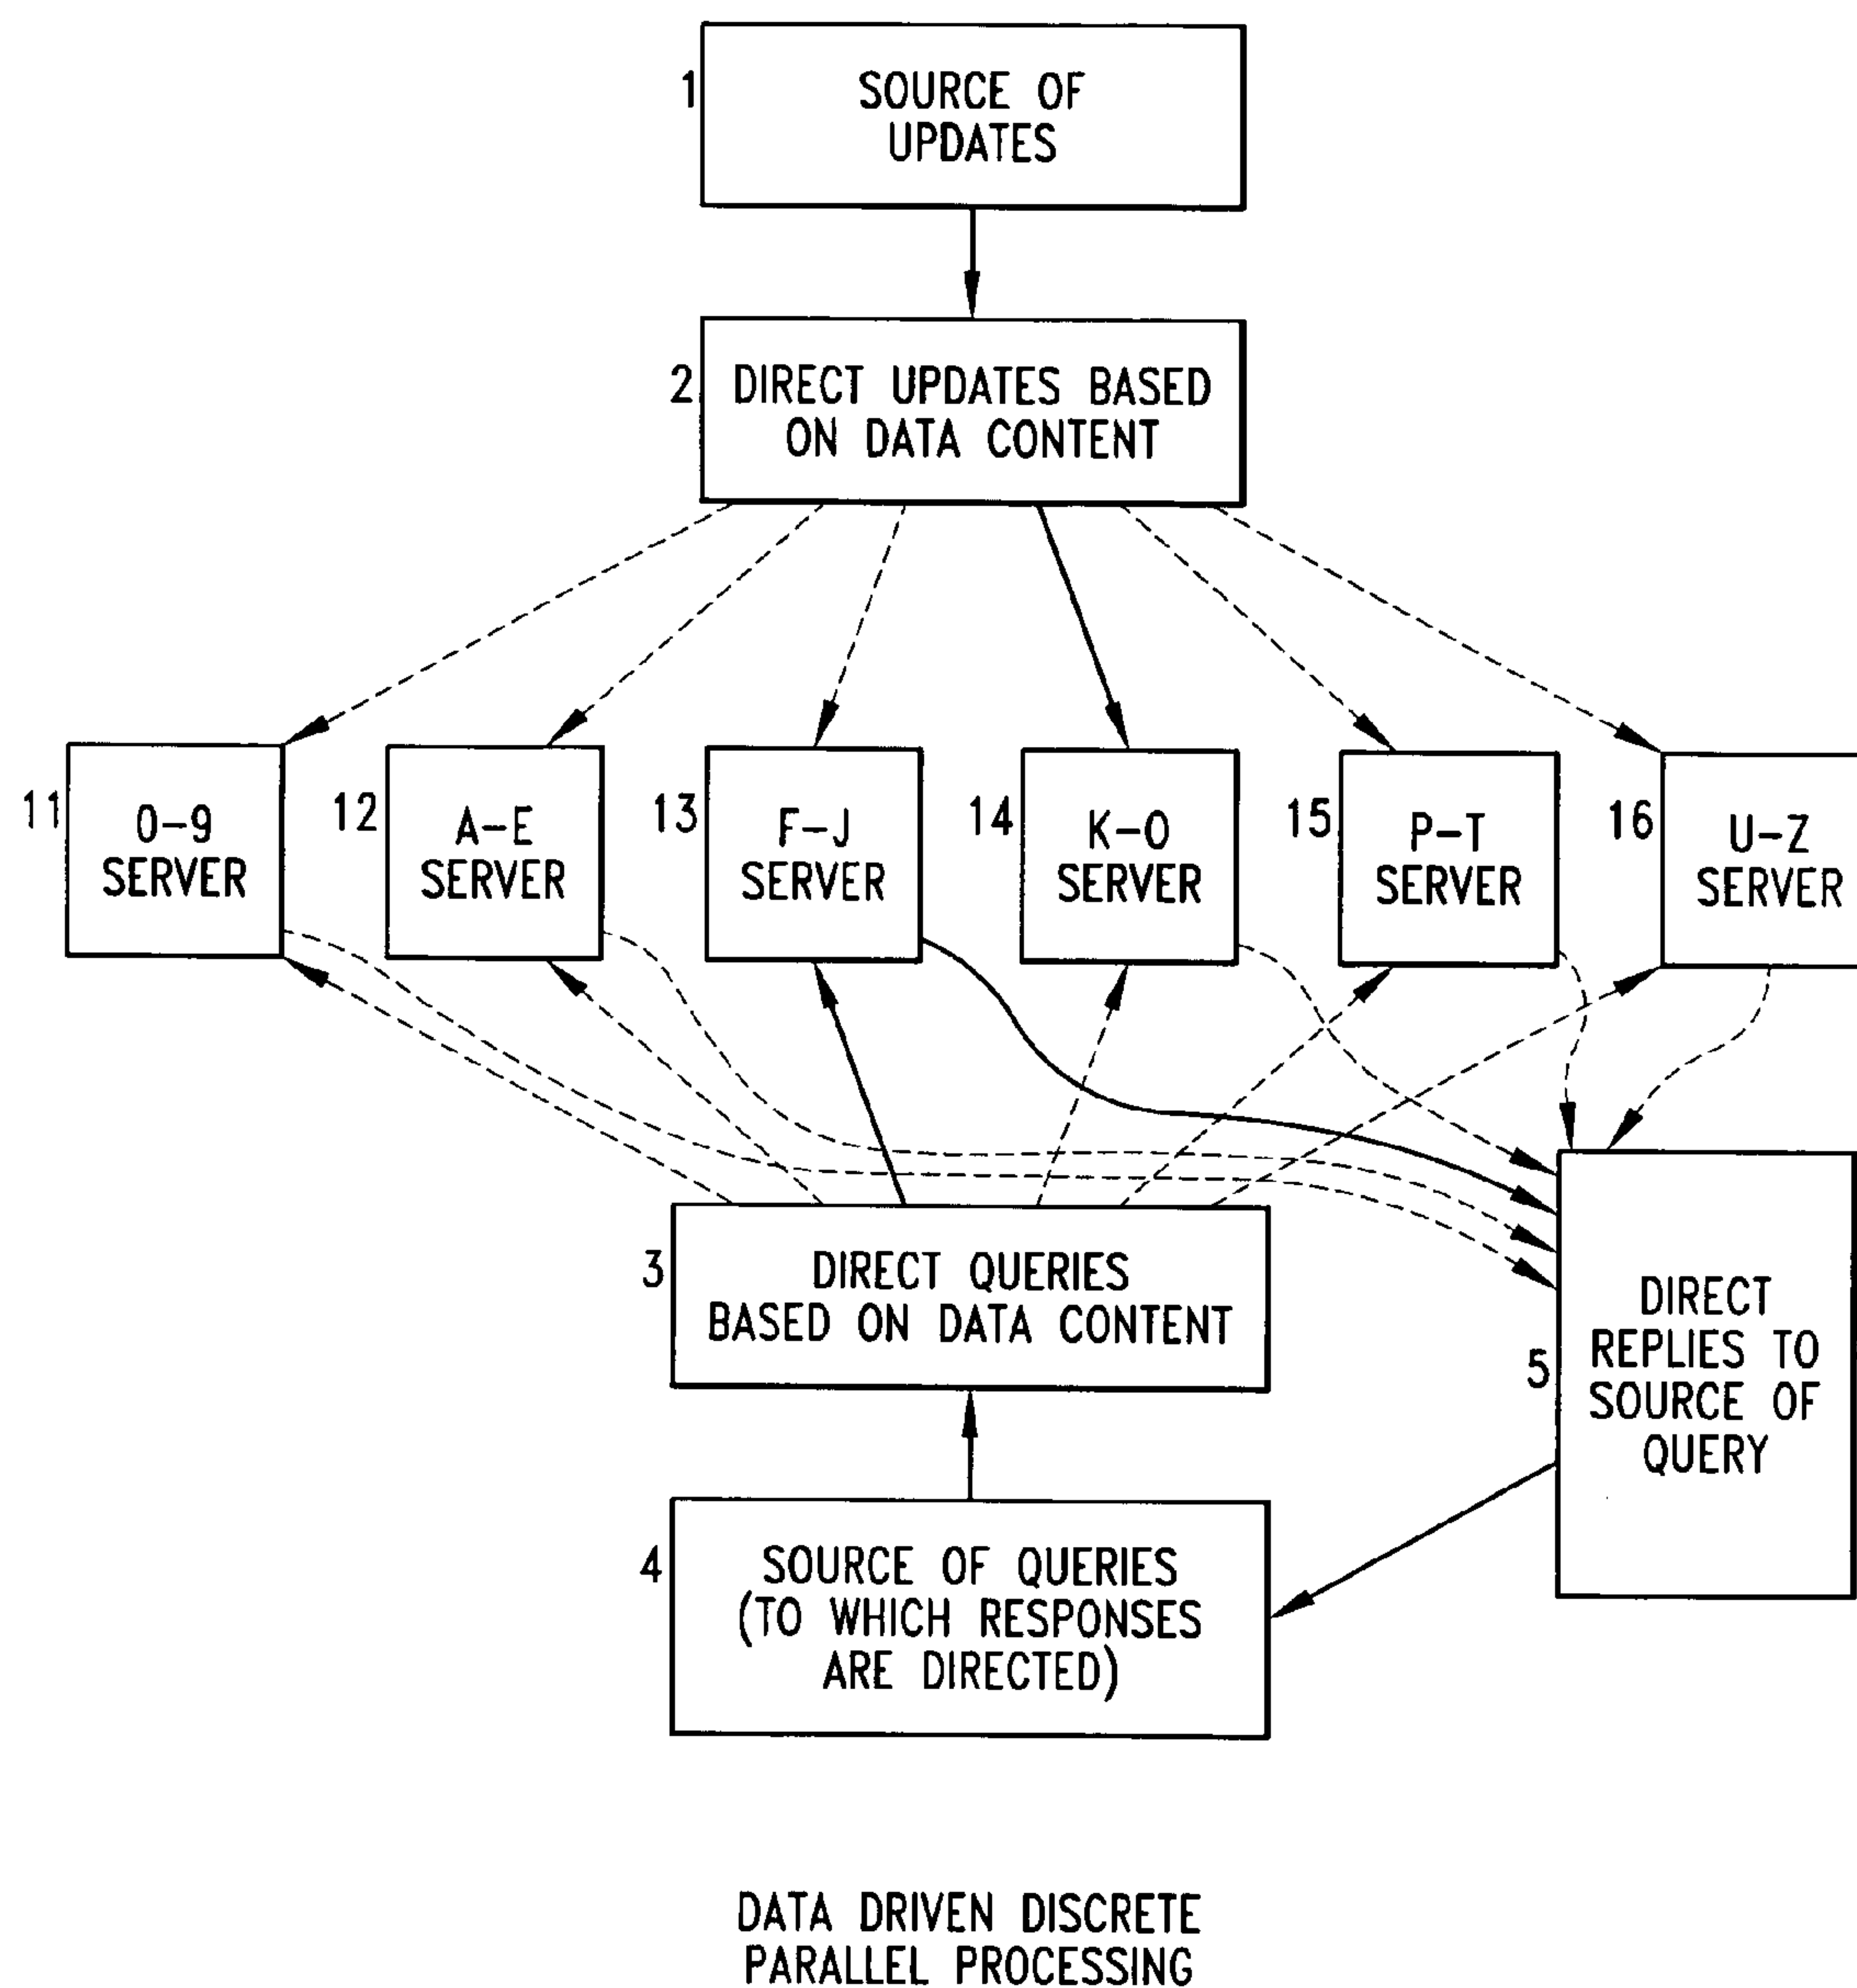 1
SOURCE OF
UPDATES
2
DIRECT UPDATES BASED
ON DATA CONTENT
11
0-9
SERVER
12
A-E
SERVER
13
F-J
SERVER
14
K-O
SERVER
15
P-T
SERVER
16
U-Z
SERVER
3
DIRECT QUERIES
BASED ON DATA CONTENT
5
DIRECT
REPLIES TO
SOURCE OF
QUERY
4
SOURCE OF QUERIES
(TO WHICH RESPONSES
ARE DIRECTED)
DATA DRIVEN DISCRETE
PARALLEL PROCESSING